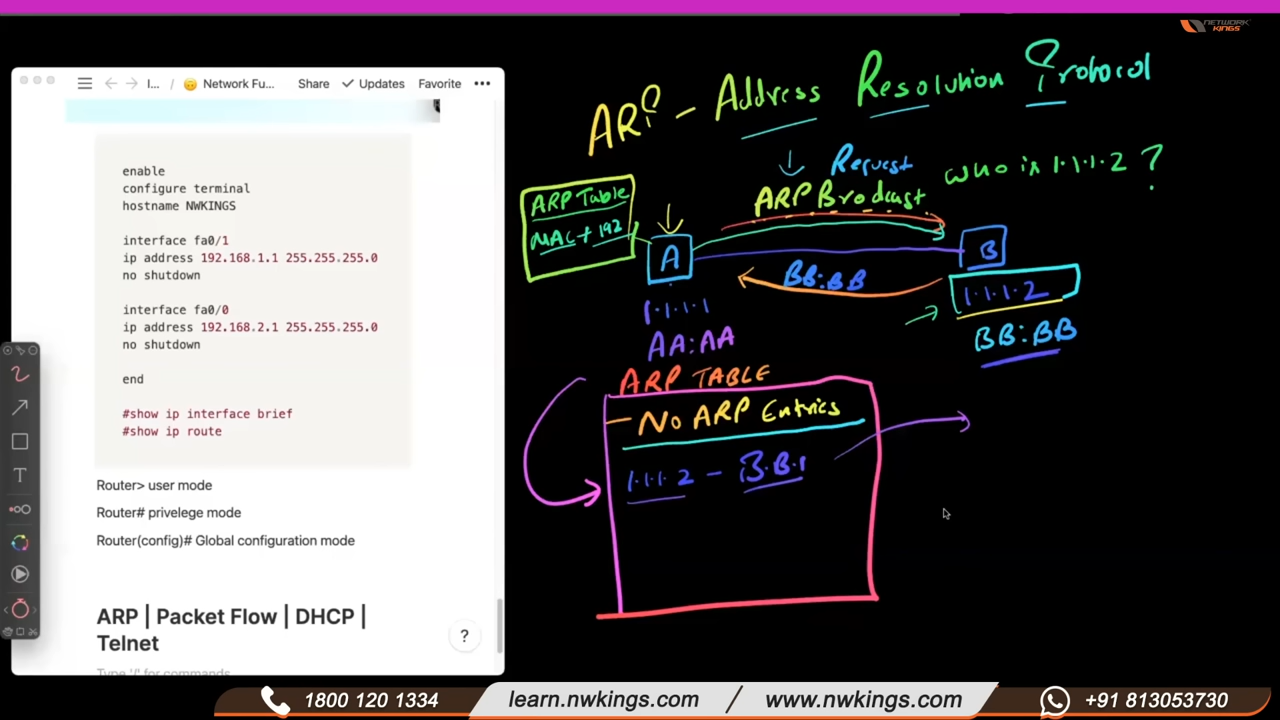 NETWORK
KINGS
I... / Network Fu... Share Updates Favorite •••
enable
configure terminal
hostname NWKINGS
interface fa0/1
ip address 192.168.1.1 255.255.255.0
no shutdown
interface fa0/0
ip address 192.168.2.1 255.255.255.0
no shutdown
end
#show ip interface brief
#show ip route
Router> user mode
Router# privelege mode
Router(config)# Global configuration mode
ARP | Packet Flow | DHCP |
Telnet
Type '/' for commands
?
T
ARP - Address Resolution Protocol
Request
ARP Brodcast
who is 1.1.1.2 ?
ARP Table
MAC + 192
A
B
BB:BB
1.1.1.1
AA:AA
1.1.1.2
BB:BB
ARP TABLE
No ARP Entries
1.1.1.2 -
1800 120 1334
learn.nwkings.com / www.nwkings.com
+91 813053730